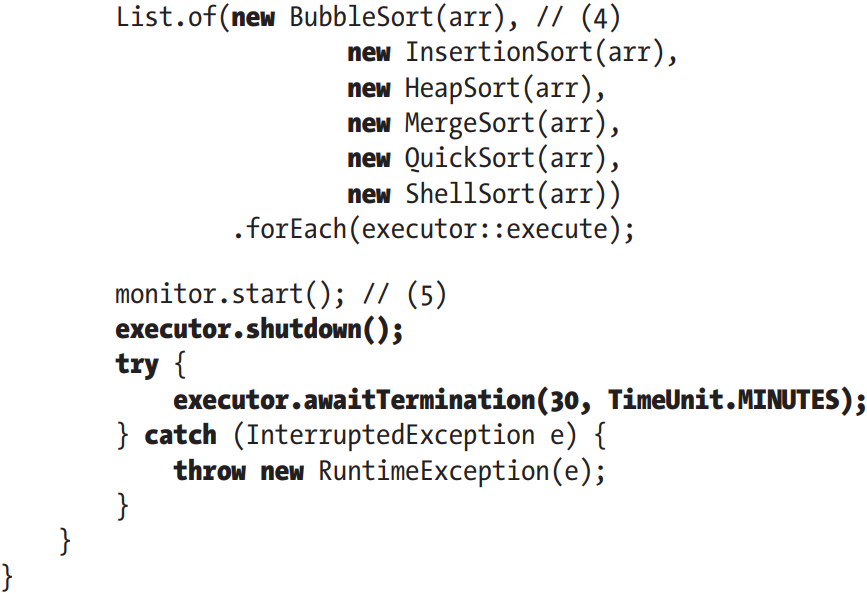 List.of(new BubbleSort(arr), // (4)
new InsertionSort(arr),
new HeapSort(arr),
new MergeSort(arr),
new QuickSort(arr),
new ShellSort(arr))
.forEach(executor::execute);
monitor.start(); // (5)
executor.shutdown();
try {
executor.awaitTermination(30, TimeUnit.MINUTES);
} catch (InterruptedException e) {
throw new RuntimeException(e);
}
}
}